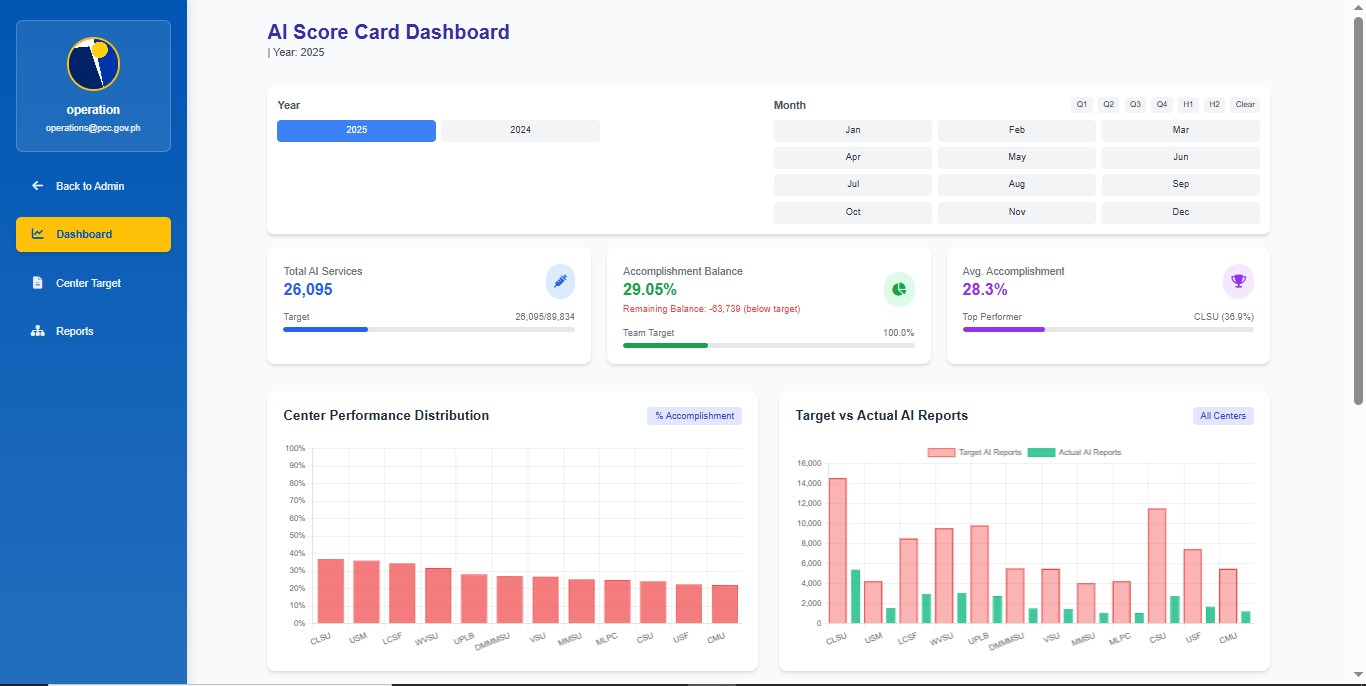 operation
operations@pcc.gov.ph
Back to Admin
Dashboard
Center Target
Reports
AI Score Card Dashboard
| Year: 2025
Year
2025 2024
Month
Q1 Q2 Q3 Q4 H1 H2 Clear
Jan Feb Mar
Apr May Jun
Jul Aug Sep
Oct Nov Dec
Total AI Services
26,095
Target 26,095/89,834
Accomplishment Balance
29.05%
Remaining Balance: -63,739 (below target)
Team Target 100.0%
Avg. Accomplishment
28.3%
Top Performer CLSU (36.9%)
Center Performance Distribution
% Accomplishment
100%
90%
80%
70%
60%
50%
40%
30%
20%
10%
0%
CLSU USM LCSF WVSU UPLB DMMMSU VSU MMSU MLPC CSU USF CMU
Target vs Actual AI Reports
All Centers
Target AI Reports Actual AI Reports
16,000
14,000
12,000
10,000
8,000
6,000
4,000
2,000
0
CLSU USM LCSF WVSU UPLB DMMMSU VSU MMSU MLPC CSU USF CMU